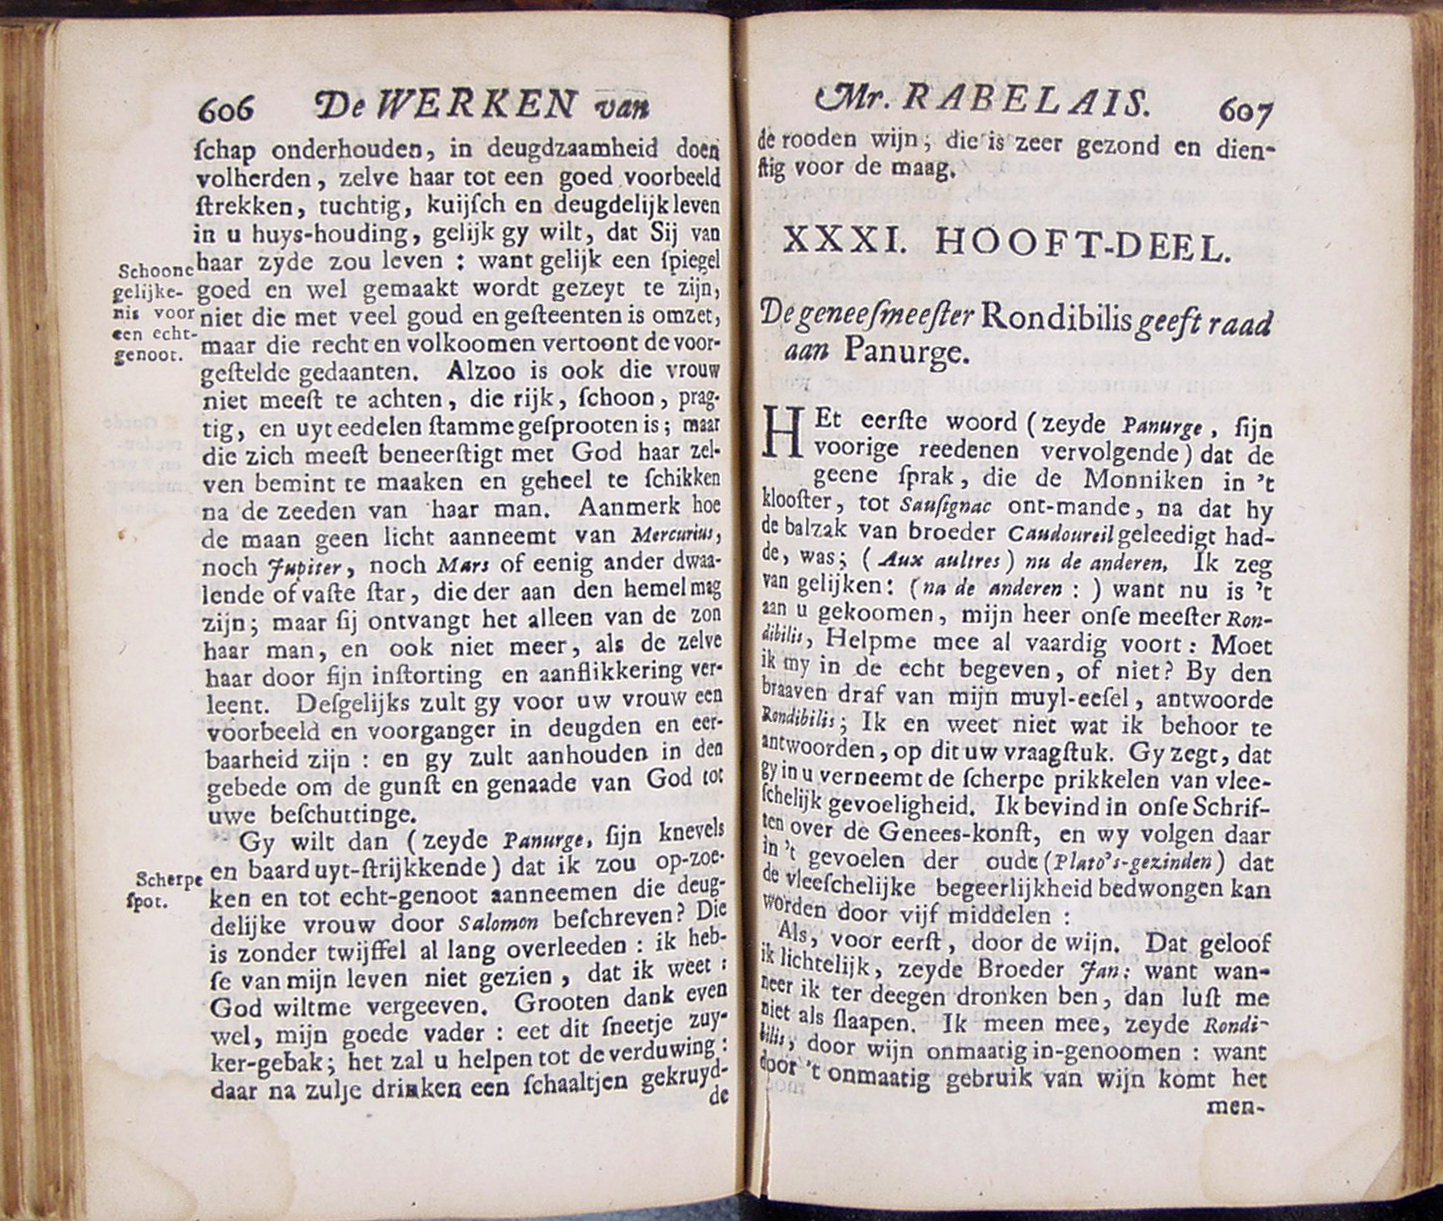 606 De WERKEN van
ſchap onderhouden, in deugdzaamheid doen
volherden, zelve haar tot een goed voorbeeld
ſtrekken, tuchtig, kuijſch en deugdelijk leven
in u huys-houding, gelijk gy wilt, dat Sij van
haar zyde zou leven : want gelijk een ſpiegel
goed en wel gemaakt wordt gezeyt te zijn,
niet die met veel goud en geſteenten is omzet,
maar die recht en volkoomen vertoont de voor-
geſtelde gedaanten. Alzoo is ook die vrouw
niet meeſt te achten, die rijk, ſchoon, prag-
tig, en uyt eedelen ſtamme geſprooten is; maar
die zich meeſt beneerſtigt met God haar zel-
ven bemint te maaken en geheel te ſchikken
na de zeeden van haar man. Aanmerk hoe
de maan geen licht aanneemt van Mercurius,
noch Jupiter, noch Mars of eenig ander dwaa-
lende of vaſte ſtar, die der aan den hemel mag
zijn; maar ſij ontvangt het alleen van de zon
haar man, en ook niet meer, als de zelve
haar door ſijn inſtorting en aanflikkering ver-
leent. Deſgelijks zult gy voor uw vrouw een
voorbeeld en voorganger in deugden en eer-
baarheid zijn : en gy zult aanhouden in den
gebede om de gunſt en genaade van God tot
uwe beſchuttinge.
Gy wilt dan (zeyde Panurge, ſijn knevels
en baard uyt-ſtrijkkende) dat ik zou op-zoe-
ken en tot echt-genoot aanneemen die deug-
delijke vrouw door Salomon beſchreven? Die
is zonder twijffel al lang overleeden : ik heb-
ſe van mijn leven niet gezien, dat ik weet :
God wiltme vergeeven. Grooten dank even
wel, mijn goede vader : eet dit ſneetje zuy-
ker-gebak; het zal u helpen tot de verduwing :
daar na zulje drinken een ſchaaltjen gekruyd-
de
Schoone
gelijke-
nis voor
een echt-
genoot.
Scherpe
ſpot.
Mr. RABELAIS. 607
de rooden wijn; die is zeer gezond en dien-
ſtig voor de maag.
XXXI. HOOFT-DEEL.
De geneeſmeeſter Rondibilis geeft raad
aan Panurge.
HEt eerſte woord (zeyde Panurge, ſijn
voorige reedenen vervolgende) dat de
geene ſprak, die de Monniken in 't
klooſter, tot Sauſignac ont-mande, na dat hy
de balzak van broeder Caudoureil geleedigt had-
de, was; (Aux aultres) nu de anderen. Ik zeg
van gelijken: (na de anderen : ) want nu is 't
aan u gekoomen, mijn heer onſe meeſter Ron-
dibilis, Helpme mee al vaardig voort: Moet
ik my in de echt begeven, of niet? By den
braaven draf van mijn muyl-eeſel, antwoorde
Rondibilis; Ik en weet niet wat ik behoor te
antwoorden, op dit uw vraagſtuk. Gy zegt, dat
gy in u verneemt de ſcherpe prikkelen van vlee-
ſchelijk gevoeligheid. Ik bevind in onſe Schrif-
ten over de Genees-konſt, en wy volgen daar
in 't gevoelen der oude (Plato's-gezinden) dat
de vleeſchelijke begeerlijkheid bedwongen kan
worden door vijf middelen :
Als, voor eerſt, door de wijn. Dat geloof
ik lichtelijk, zeyde Broeder Jan: want wan-
neer ik ter deegen dronken ben, dan luſt me
niet als ſlaapen. Ik meen mee, zeyde Rondi-
bilis, door wijn onmaatig in-genoomen : want
door 't onmaatig gebruik van wijn komt het
men-